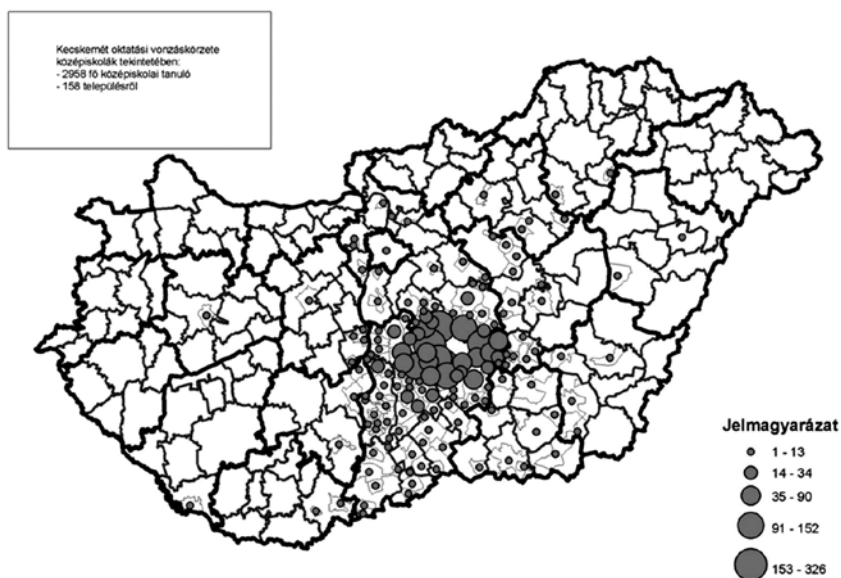 Kecskemét oktatási vonzáskörzete
középiskolák tekintetében:
- 2958 fő középiskolai tanuló
- 158 településről
Jelmagyarázat
1 - 13
14 - 34
35 - 90
91 - 152
153 - 326